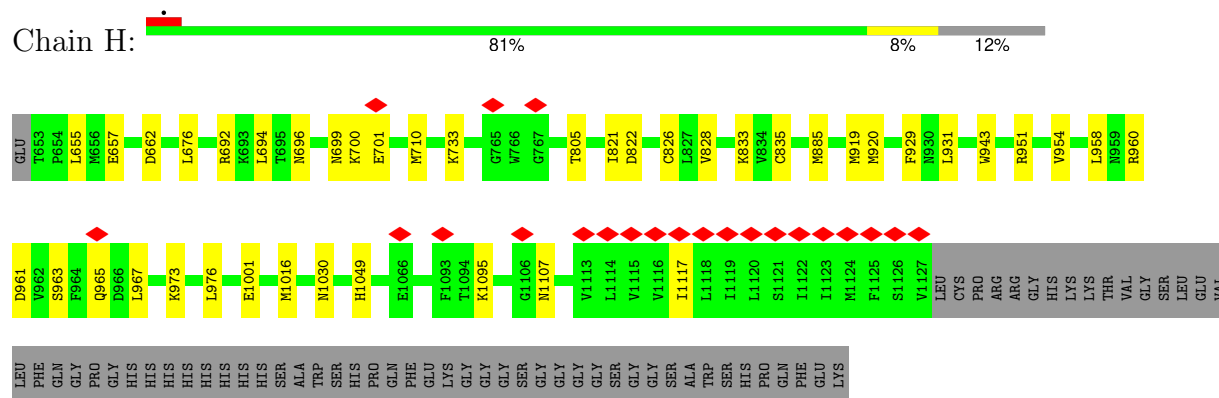 Chain H:
81% 8% 12%
GLU T653 P654 L655 M656 E657 D662 L676 R692 K693 L694 T695 N696 N699 K700 E701 M710 K733 G765 W766 G767 T805 I821 D822 C826 L827 V828 K833 V834 C835 M885 M919 M920 F929 N930 L931 W943 R951 V954 L958 N959 R960
D961 V962 S963 F964 Q965 D966 L967 K973 L976 E1001 M1016 N1030 H1049 E1066 F1093 T1094 K1095 G1106 N1107 V1113 L1114 V1115 V1116 I1117 L1118 I1119 L1120 S1121 I1122 I1123 M1124 F1125 S1126 V1127 LEU CYS PRO ARG ARG GLY HIS LYS LYS THR VAL GLY SER LEU GLU VAL
LEU PHE GLN GLY PRO GLY HIS HIS HIS HIS HIS HIS HIS HIS SER ALA TRP SER HIS PRO GLN PHE GLU LYS GLY GLY GLY SER GLY GLY GLY GLY SER GLY GLY SER ALA TRP SER HIS PRO GLN PHE GLU LYS